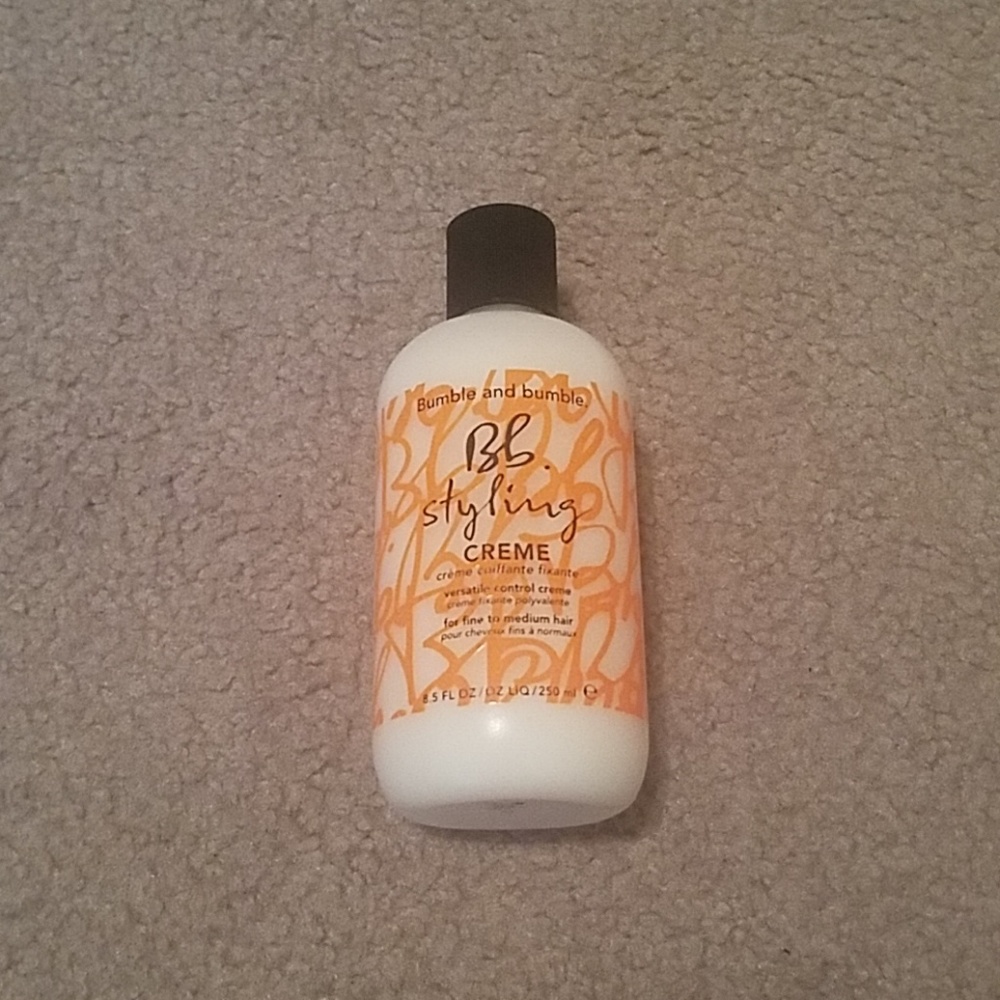 Bumble and bumble.
Bb.
styling
CREME
crème coiffante fixante
versatile control creme
crème fixante polyvalente
for fine to medium hair
pour cheveux fins à normaux
8.5 FL OZ/OZ LIQ/250 ml ℮